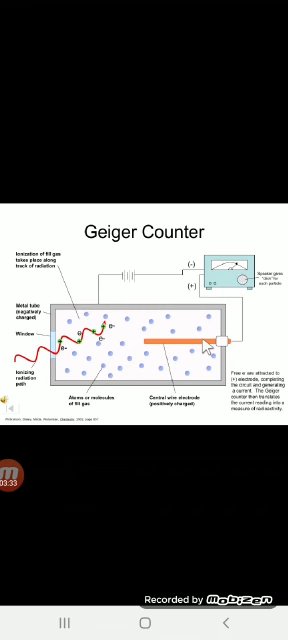 Geiger Counter
Ionization of fill gas
takes place along
track of radiation
(-)
(+)
Speaker gives
"click" for
each particle
Metal tube
(negatively
charged)
Window
e-
e-
e-
+
+
+
+
Ionizing
radiation
path
Atoms or molecules
of fill gas
Central wire electrode
(positively charged)
Free e- are attracted to
(+) electrode, completing
the circuit and generating
a current. The Geiger
counter then translates
the current reading into a
measure of radioactivity.
03:33
Recorded by mobizen